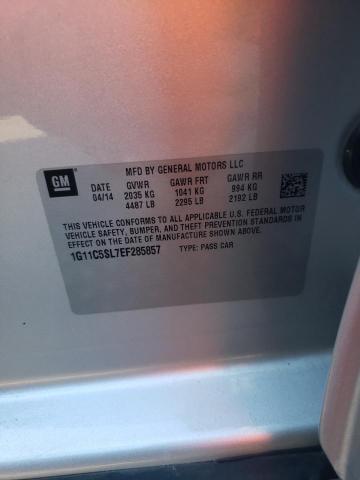 MFD BY GENERAL MOTORS LLC
GM
DATE GVWR GAWR FRT GAWR RR
04/14 2035 KG 1041 KG 994 KG
4487 LB 2295 LB 2192 LB
THIS VEHICLE CONFORMS TO ALL APPLICABLE U.S. FEDERAL MOTOR
VEHICLE SAFETY, BUMPER, AND THEFT PREVENTION STANDARDS IN
EFFECT ON THE DATE OF MANUFACTURE SHOWN ABOVE.
1G11C5SL7EF285857 TYPE: PASS CAR